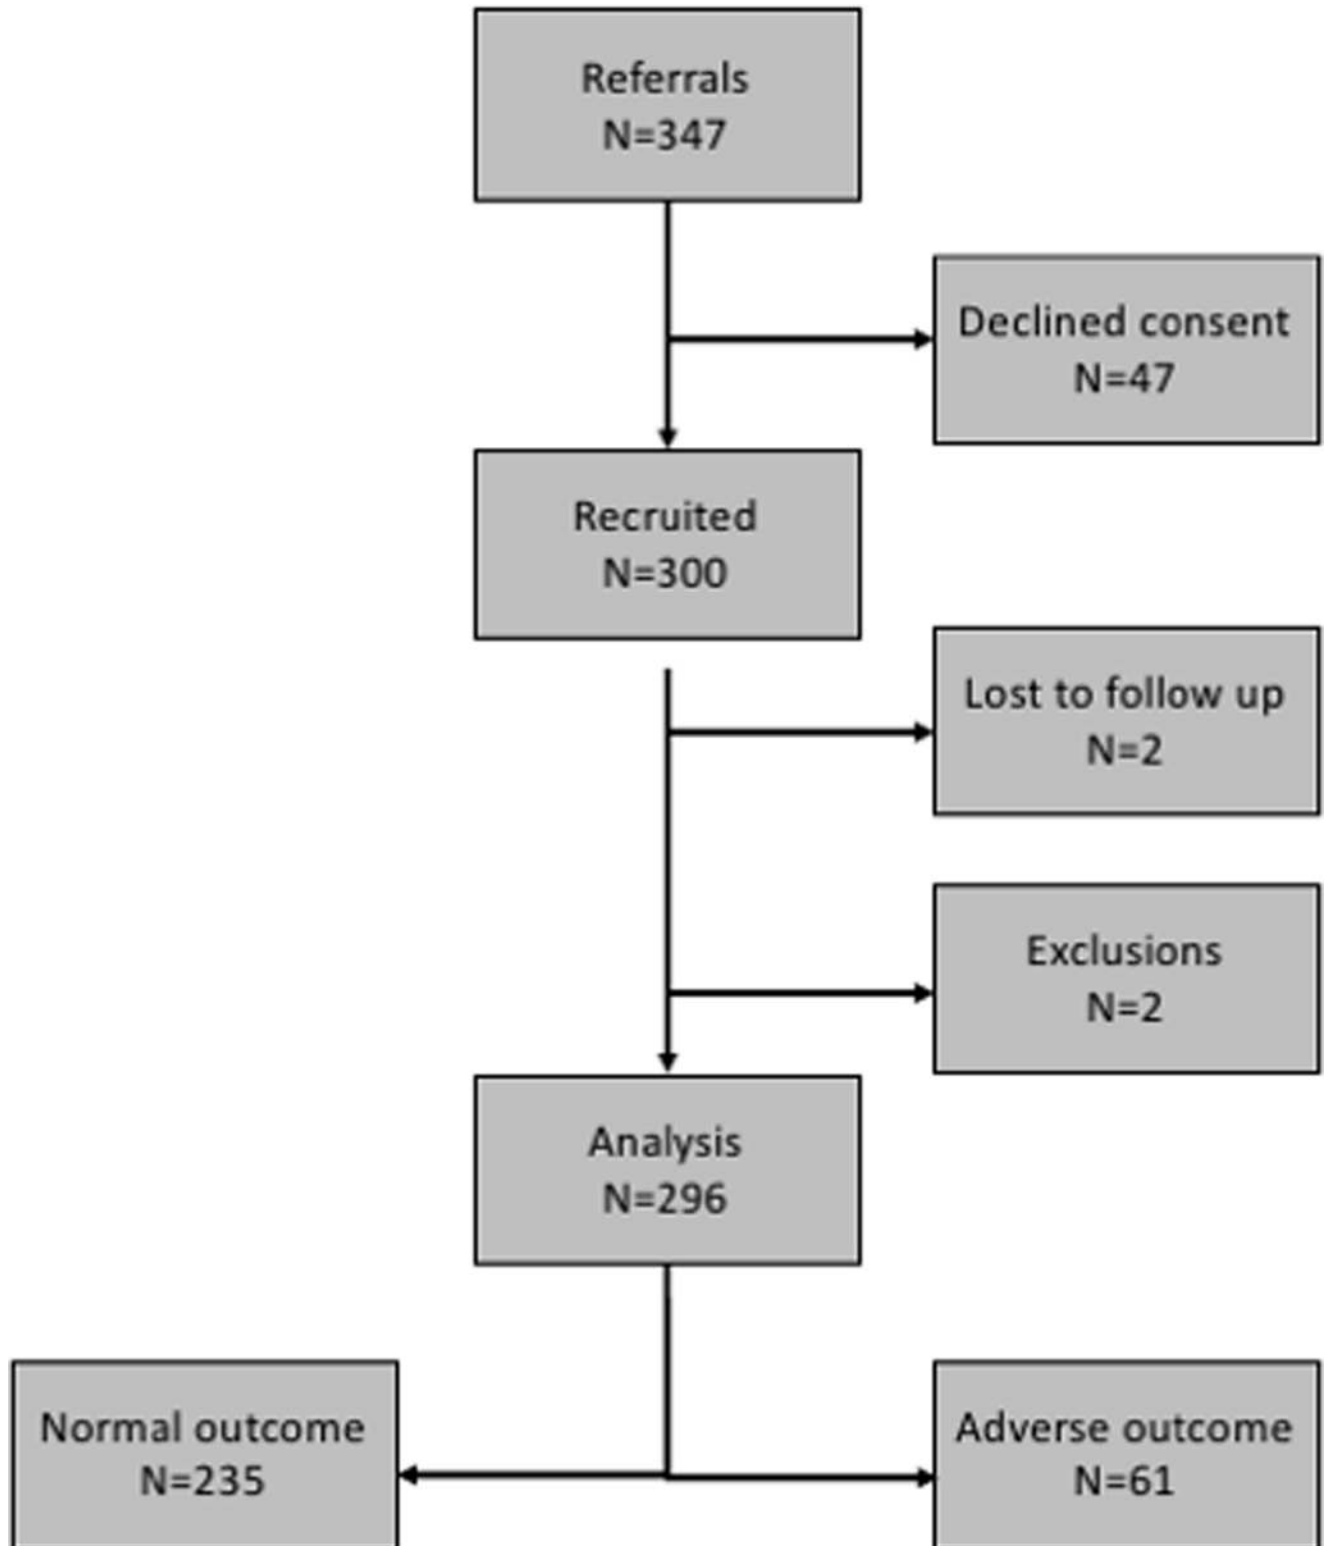 Referrals
N=347
Declined consent
N=47
Recruited
N=300
Lost to follow up
N=2
Exclusions
N=2
Analysis
N=296
Normal outcome
N=235
Adverse outcome
N=61